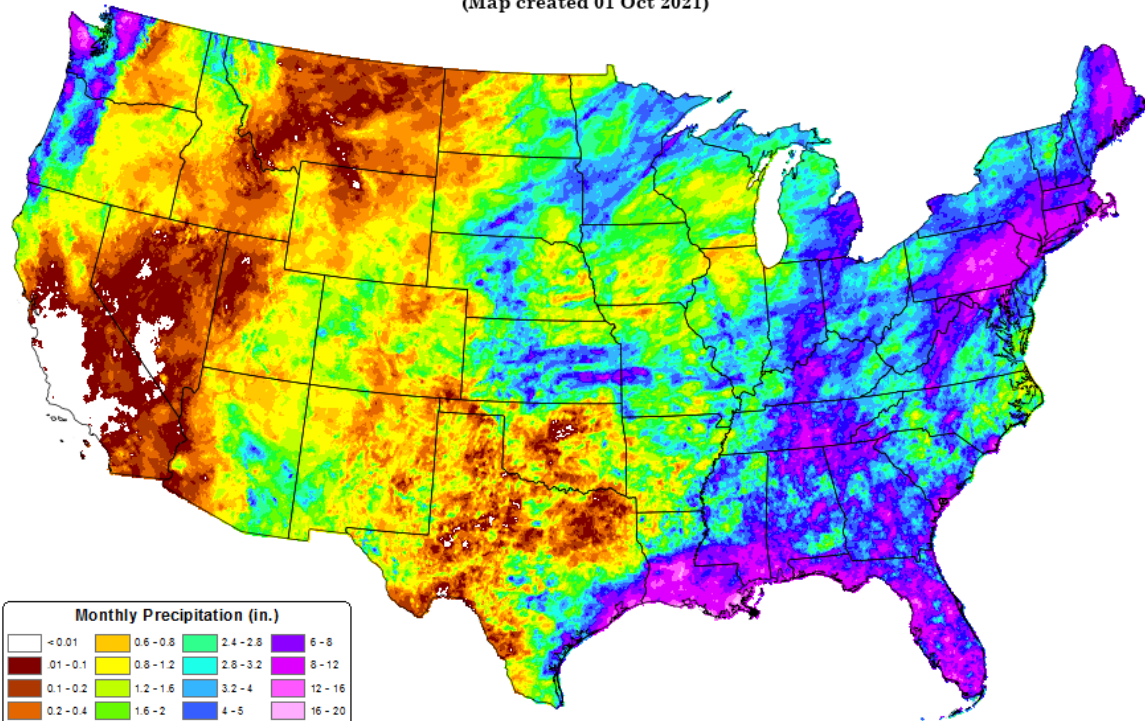 (Map created 01 Oct 2021)
Monthly Precipitation (in.)
< 0.01 0.6 - 0.8 2.4 - 2.8 6 - 8
.01 - 0.1 0.8 - 1.2 2.8 - 3.2 8 - 12
0.1 - 0.2 1.2 - 1.6 3.2 - 4 12 - 16
0.2 - 0.4 1.6 - 2 4 - 5 16 - 20